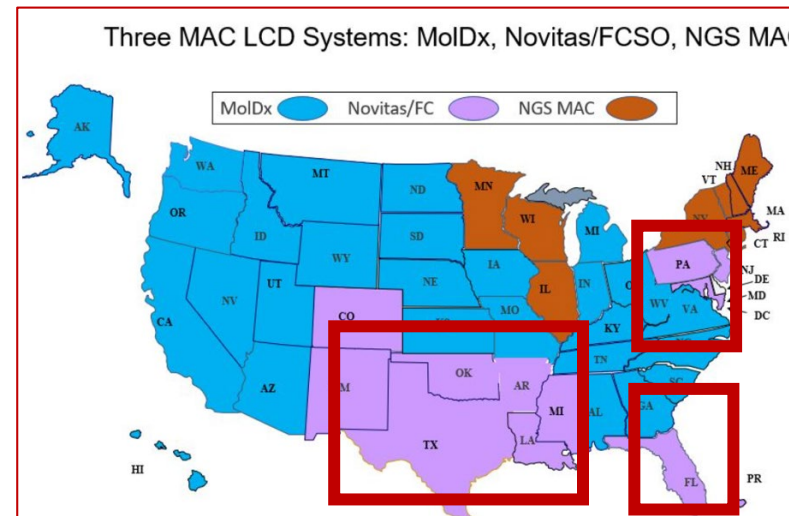 Three MAC LCD Systems: MolDx, Novitas/FCSO, NGS MAC
MolDx Novitas/FC NGS MAC
AK
WA
MT
ND
MN
VT
NH
ME
OR
ID
SD
WI
MI
NY
MA
RI
CT
WY
IA
PA
NJ
NE
NV
UT
IL
IN
DE
MD
DC
CO
MO
WV
VA
CA
KY
TN
AZ
M
OK
AR
SC
MI
AL
GA
TX
LA
HI
FL
PR